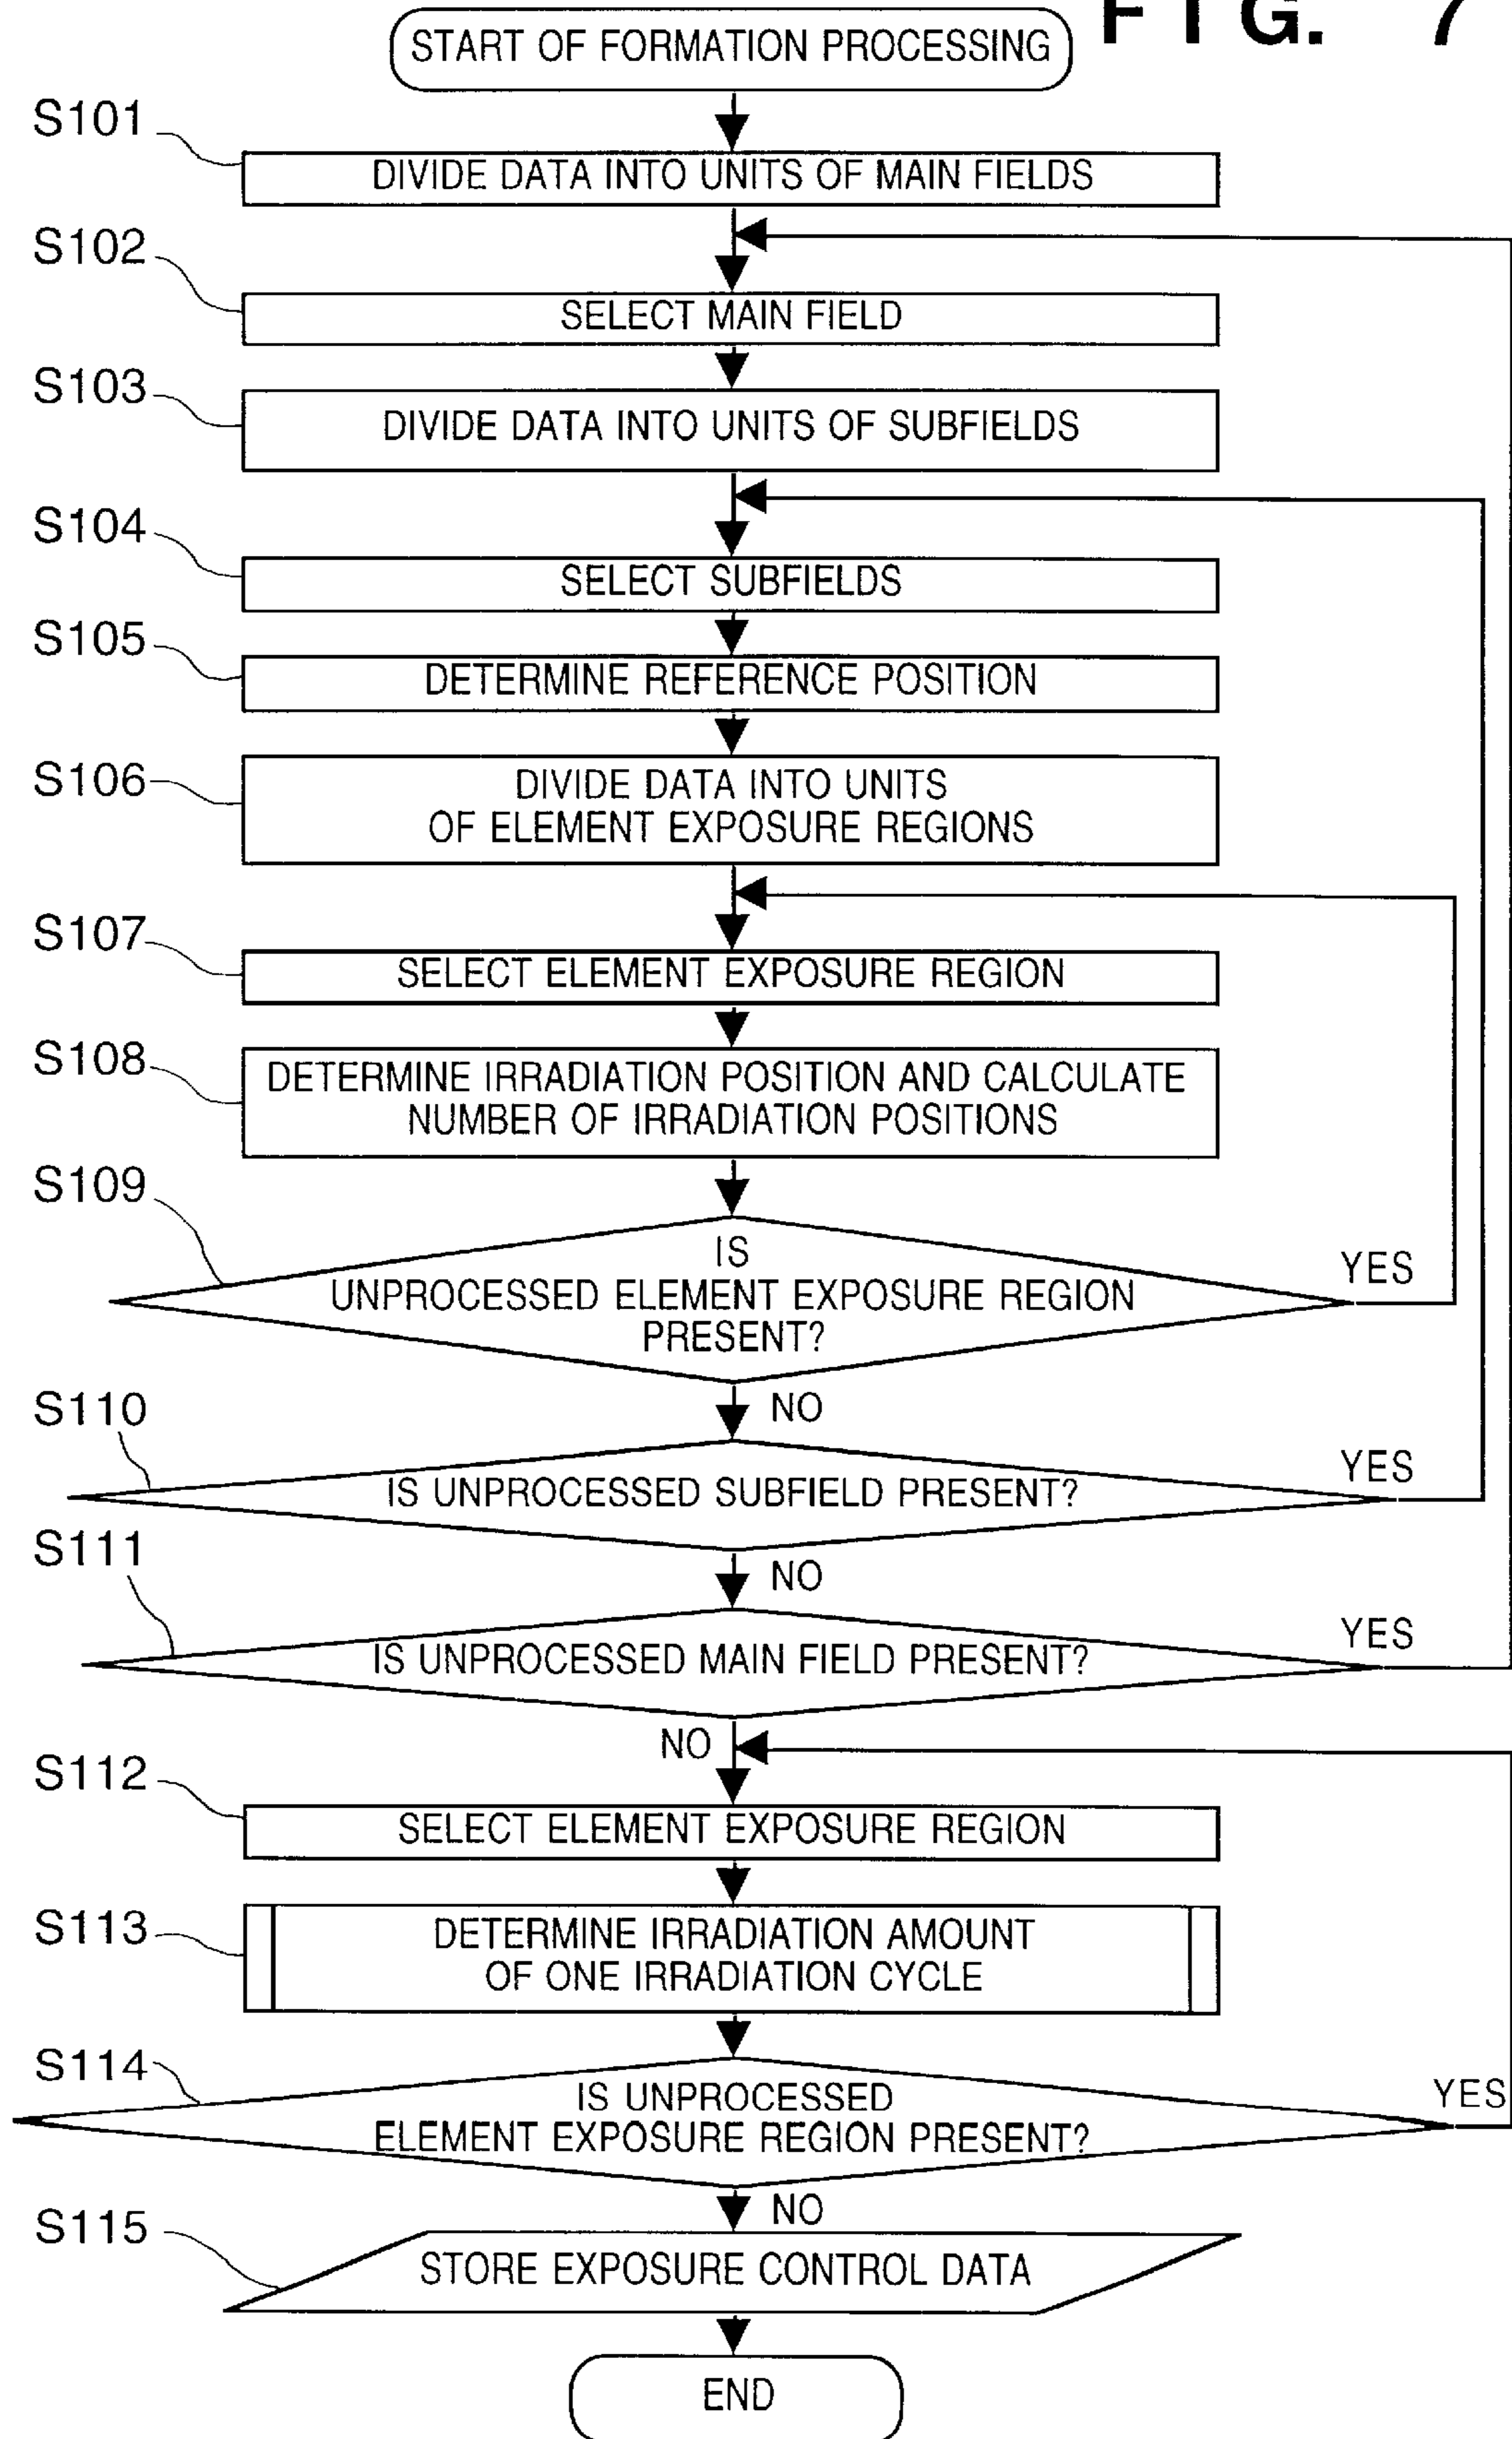 FIG. 7
START OF FORMATION PROCESSING
S101
DIVIDE DATA INTO UNITS OF MAIN FIELDS
S102
SELECT MAIN FIELD
S103
DIVIDE DATA INTO UNITS OF SUBFIELDS
S104
SELECT SUBFIELDS
S105
DETERMINE REFERENCE POSITION
S106
DIVIDE DATA INTO UNITS
OF ELEMENT EXPOSURE REGIONS
S107
SELECT ELEMENT EXPOSURE REGION
S108
DETERMINE IRRADIATION POSITION AND CALCULATE
NUMBER OF IRRADIATION POSITIONS
S109
IS
UNPROCESSED ELEMENT EXPOSURE REGION
PRESENT?
YES
NO
S110
IS UNPROCESSED SUBFIELD PRESENT?
YES
NO
S111
IS UNPROCESSED MAIN FIELD PRESENT?
YES
NO
S112
SELECT ELEMENT EXPOSURE REGION
S113
DETERMINE IRRADIATION AMOUNT
OF ONE IRRADIATION CYCLE
S114
IS UNPROCESSED
ELEMENT EXPOSURE REGION PRESENT?
YES
NO
S115
STORE EXPOSURE CONTROL DATA
END